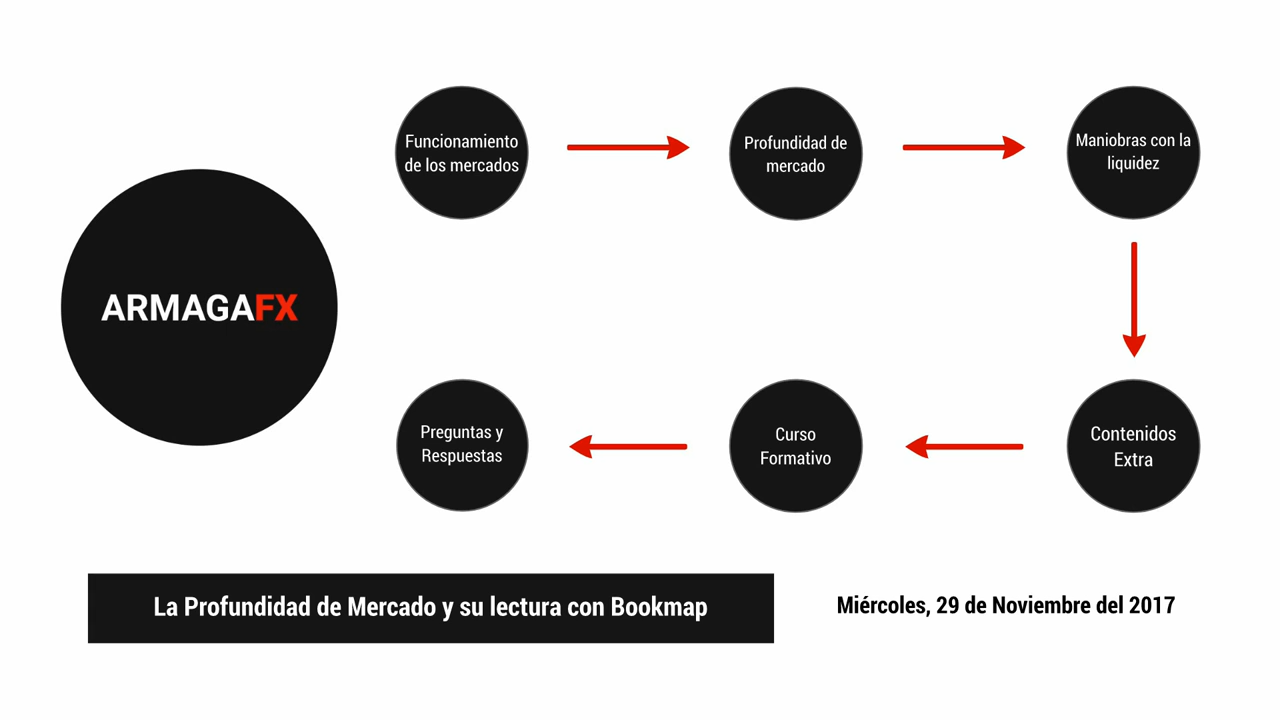 Funcionamiento
de los mercados
Profundidad de
mercado
Maniobras con la
liquidez
ARMAGAFX
Preguntas y
Respuestas
Curso
Formativo
Contenidos
Extra
La Profundidad de Mercado y su lectura con Bookmap
Miércoles, 29 de Noviembre del 2017